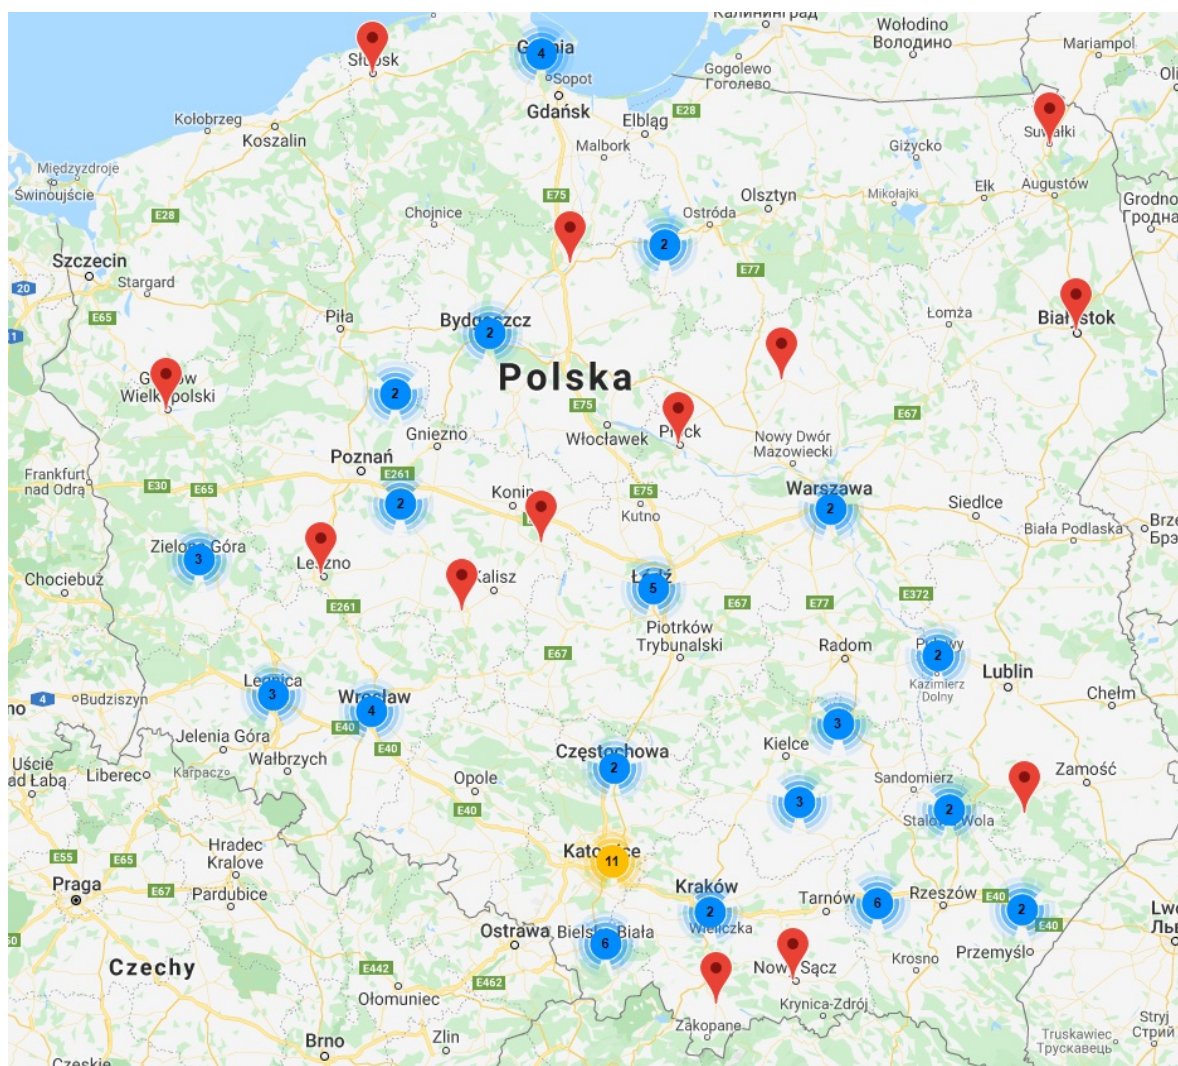 Калининград
Wołodino
Володино
Mariampol
Słupsk
4
Sopot
Gdańsk
Gogolewo
Гоголево
Kołobrzeg
Koszalin
E28
Elbląg
Malbork
Giżycko
Suwałki
Międzyzdroje
Świnoujście
Chojnice
E75
Olsztyn
Mikołajki
Ełk
Augustów
Grodno
Гродна
E28
Ostróda
2
Szczecin
E77
20
Stargard
Łomża
Białystok
E65
Piła
Bydgoszcz
2
11
Polska
Wielkopolski
2
E75
E67
Gniezno
Włocławek
Płock
Nowy Dwór
Mazowiecki
Poznań
Frankfurt
nad Odrą
E30
E65
E261
Konin
E75
Warszawa
2
Siedlce
2
Kutno
Biała Podlaska
Zielona Góra
3
Leszno
Kalisz
Łódź
5
Chociebuż
E261
E67
E77
E372
Piotrków
Trybunalski
Radom
Puławy
2
E67
Kazimierz
Dolny
Lublin
Legnica
3
Wrocław
4
4
Budziszyn
Chełm
3
E40
Jelenia Góra
E40
Kielce
Uście
nad Łabą
Liberec
Karpacz
Wałbrzych
Częstochowa
2
Opole
Sandomierz
Zamość
E40
3
2
Stalowa Wola
Hradec
Kralove
E55
E65
Katowice
11
Praga
E67
Pardubice
Kraków
2
Wieliczka
Tarnów
6
Rzeszów
E40
2
E40
Ostrawa
Bielsko-Biała
6
Przemyśl
Czechy
E442
E462
Nowy Sącz
Krosno
Ołomuniec
Krynica-Zdrój
Zakopane
Brno
Zlin
Stryj
Стрий
Truskawiec
Трускавець